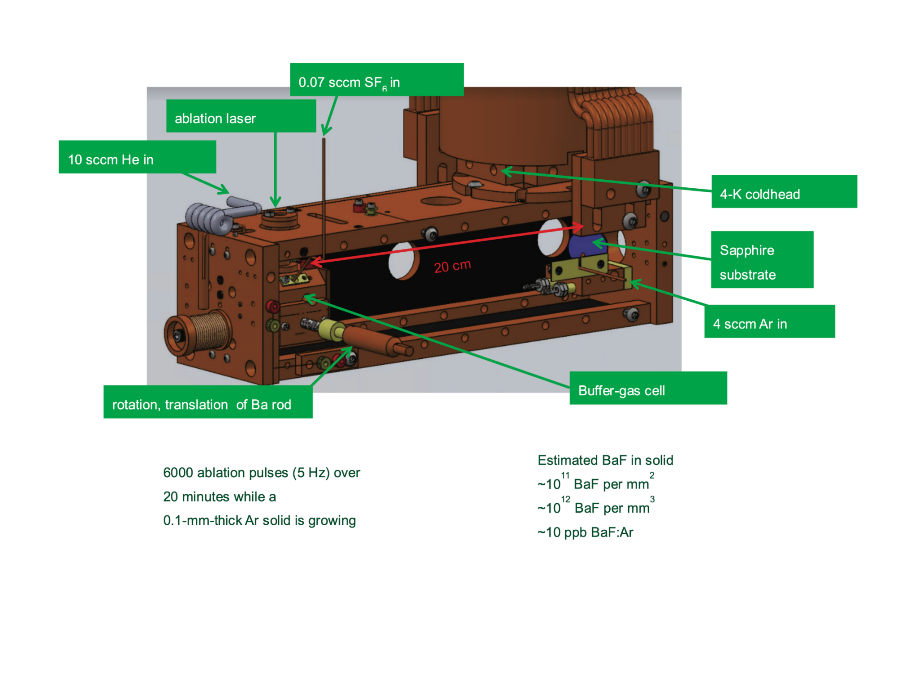 0.07 sccm SF6 in
ablation laser
10 sccm He in
4-K coldhead
Sapphire
substrate
20 cm
4 sccm Ar in
Buffer-gas cell
rotation, translation of Ba rod
6000 ablation pulses (5 Hz) over
20 minutes while a
0.1-mm-thick Ar solid is growing
Estimated BaF in solid
~10^11 BaF per mm^2
~10^12 BaF per mm^3
~10 ppb BaF:Ar